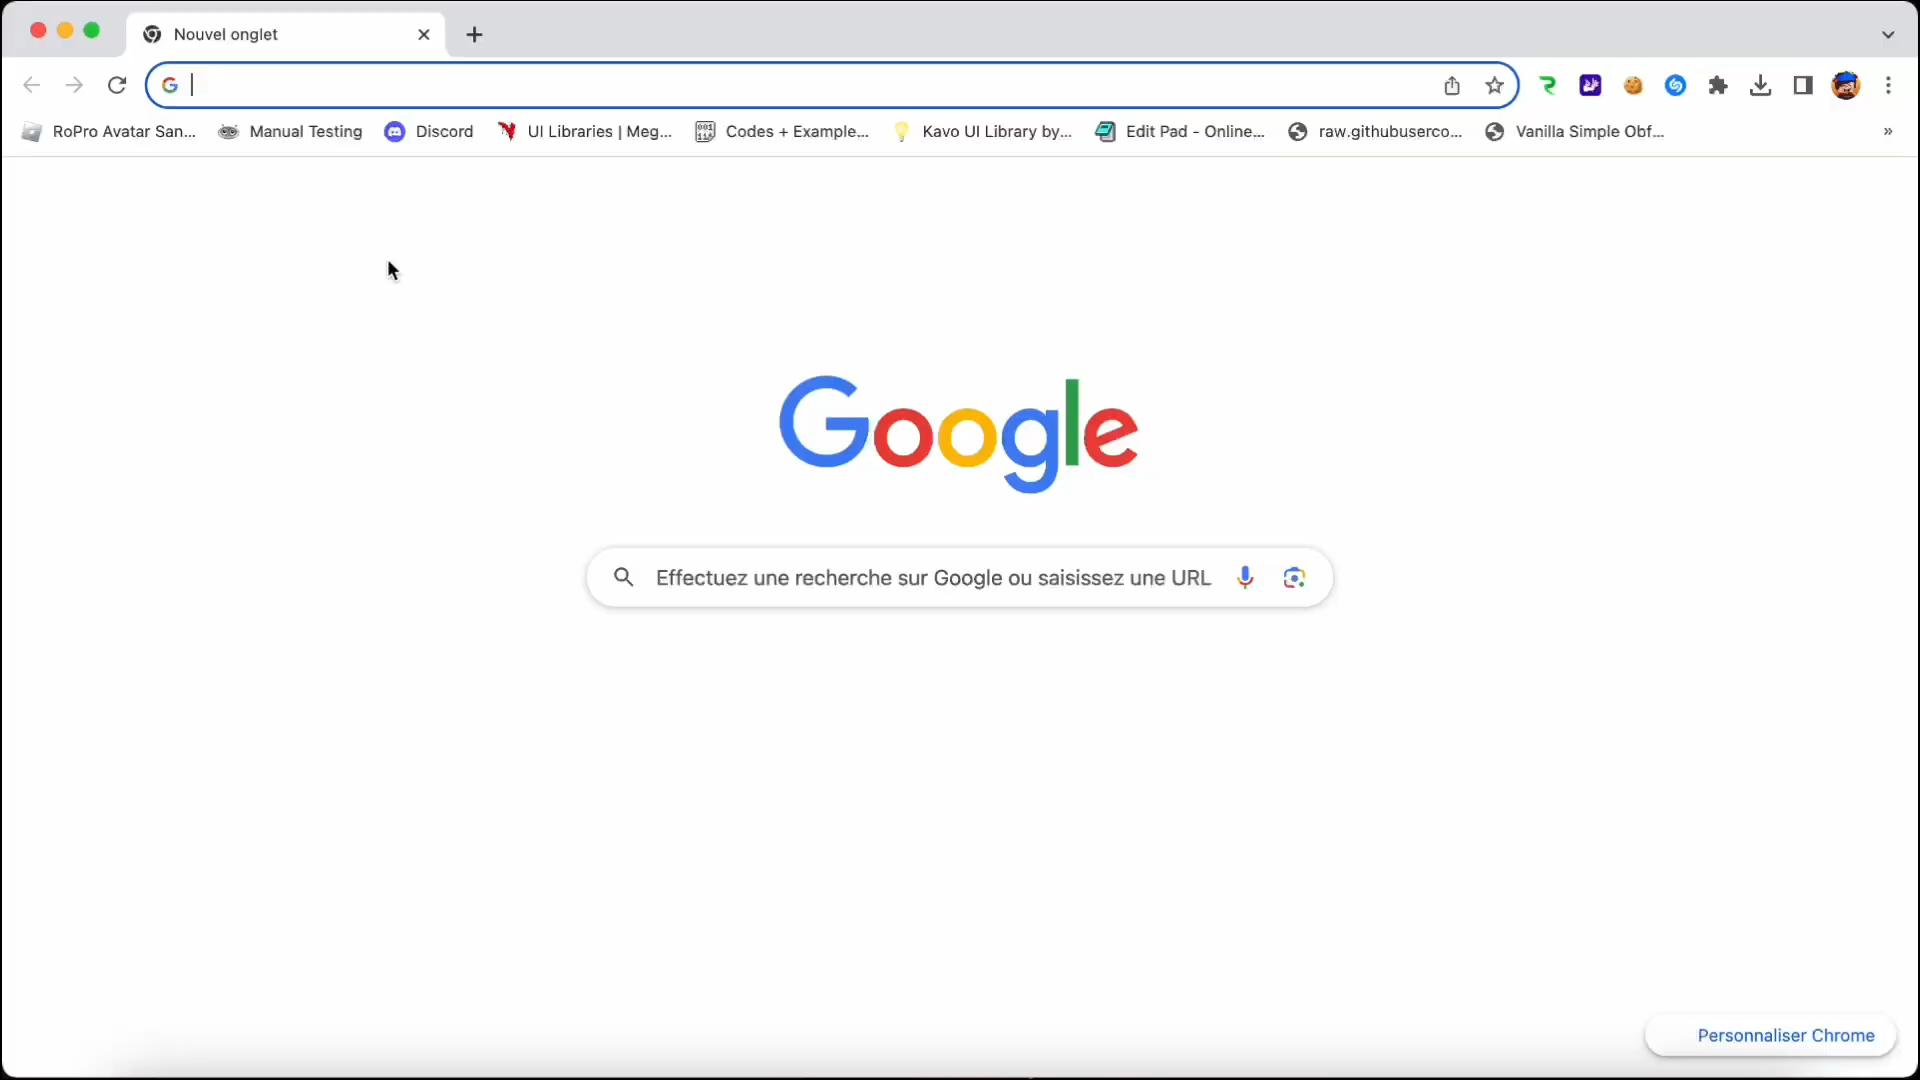 Nouvel onglet
RoPro Avatar San...
Manual Testing
Discord
UI Libraries | Meg...
Codes + Example...
Kavo UI Library by...
Edit Pad - Online...
raw.githubuserco...
Vanilla Simple Obf...
Google
Effectuez une recherche sur Google ou saisissez une URL
Personnaliser Chrome